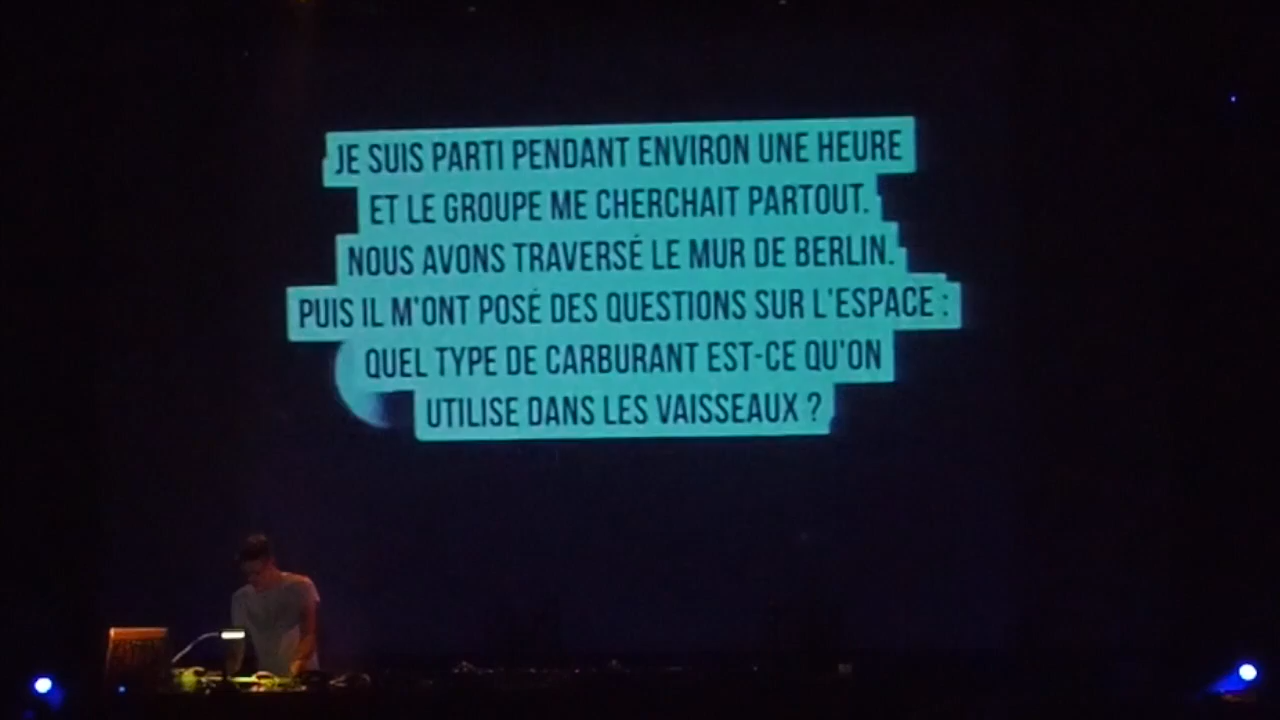 JE SUIS PARTI PENDANT ENVIRON UNE HEURE
ET LE GROUPE ME CHERCHAIT PARTOUT.
NOUS AVONS TRAVERSÉ LE MUR DE BERLIN.
PUIS IL M'ONT POSÉ DES QUESTIONS SUR L'ESPACE :
QUEL TYPE DE CARBURANT EST-CE QU'ON
UTILISE DANS LES VAISSEAUX ?